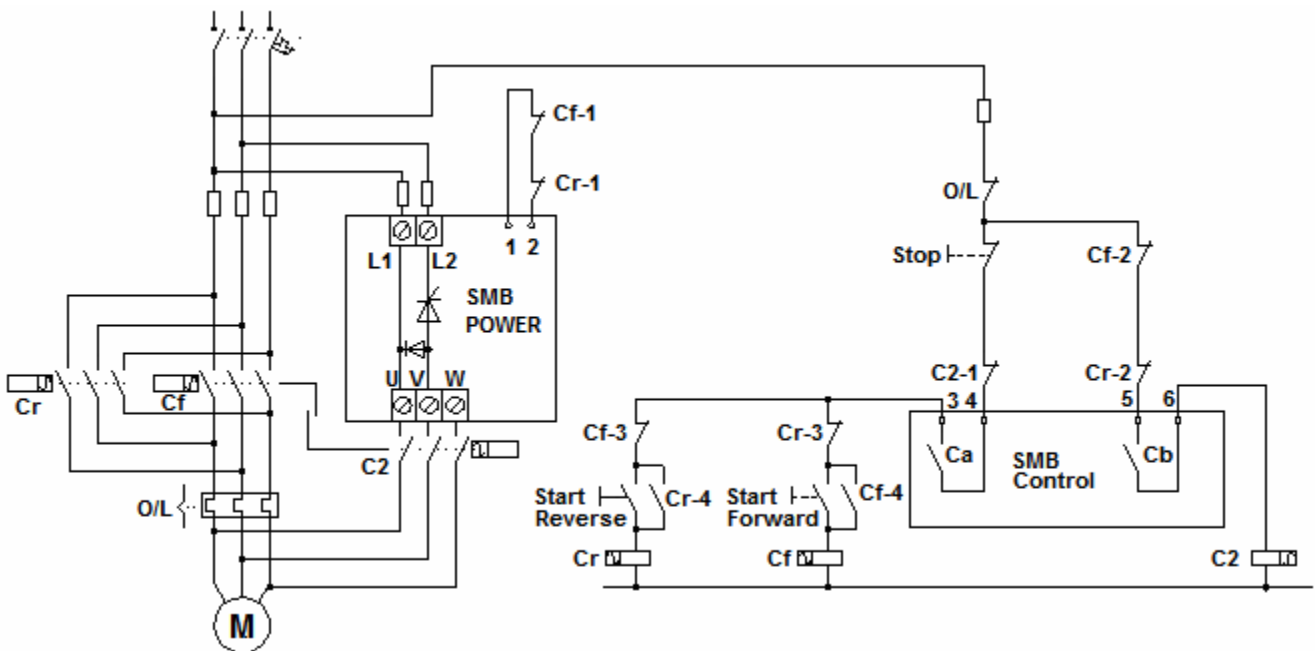 Cf-1
Cr-1
O/L
1 2
L1 L2
Stop
Cf-2
SMB
POWER
U V W
Cr
Cf
C2-1
Cr-2
3 4
5 6
C2
Cf-3
Cr-3
Ca
SMB
Control
Cb
O/L
Start
Reverse
Cr-4
Start
Forward
Cf-4
Cr
Cf
C2
M